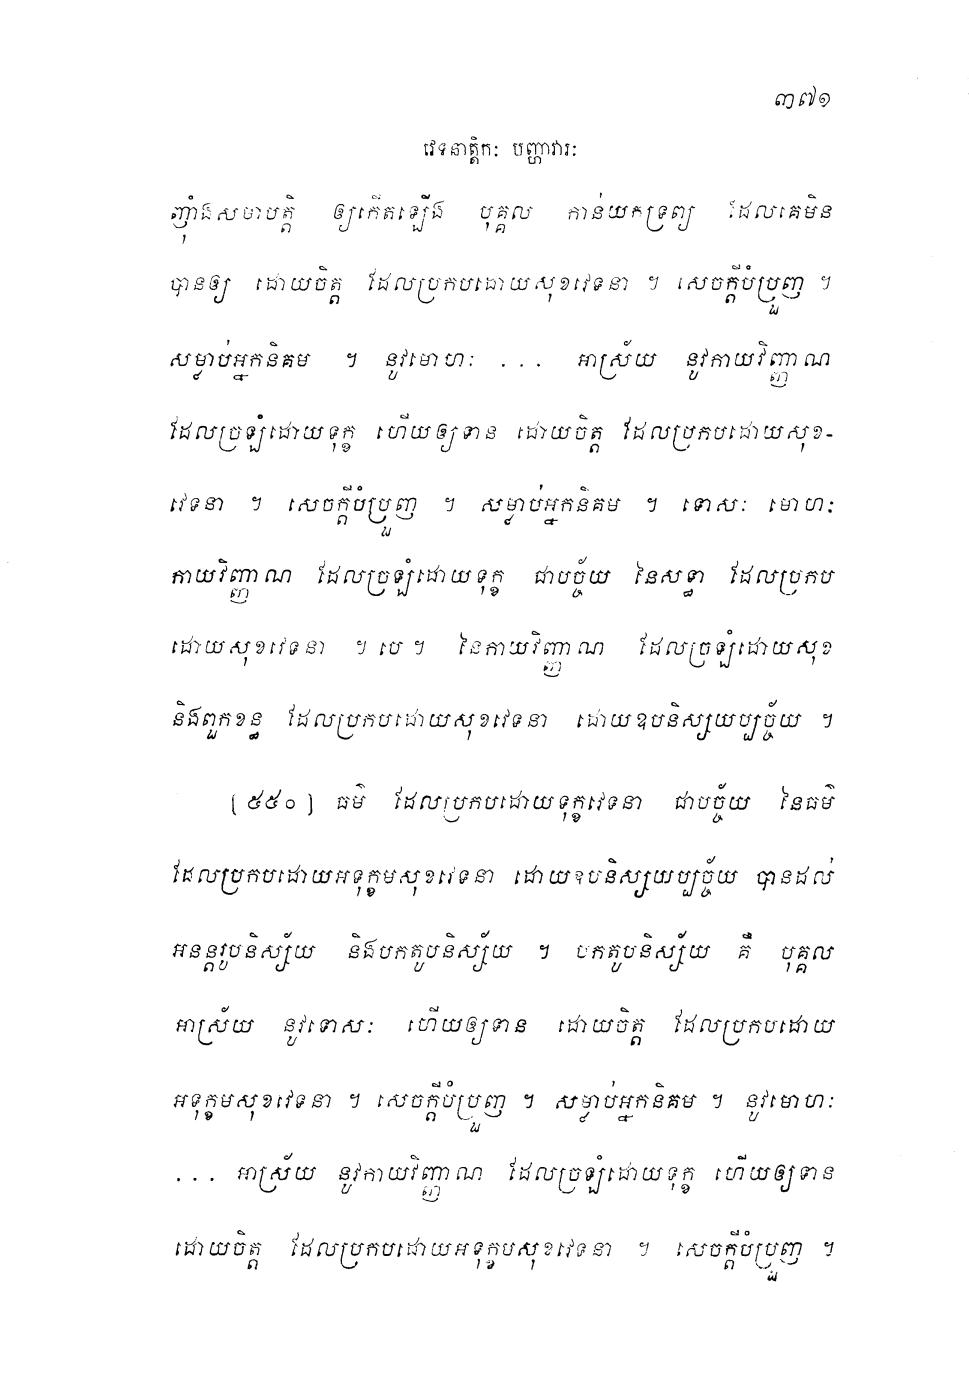 ៣៧១
វេទនាត្តិកៈ បញ្ហាវារៈ
ញ៉ាំងសមាបត្តិ ឲ្យកើតឡើង បុគ្គល កាន់យកទ្រព្យ ដែលគេមិន
បានឲ្យ ដោយចិត្ត ដែលប្រកបដោយសុខវេទនា ។ សេចក្តីបំប្រួញ ។
សម្លាប់អ្នកនិគម ។ នូវមោហៈ ... អាស្រ័យ នូវកាយវិញ្ញាណ
ដែលច្រឡំដោយទុក្ខ ហើយឲ្យទាន ដោយចិត្ត ដែលប្រកបដោយសុខ-
វេទនា ។ សេចក្តីបំប្រួញ ។ សម្លាប់អ្នកនិគម ។ ទោសៈ មោហៈ
កាយវិញ្ញាណ ដែលច្រឡំដោយទុក្ខ ជាបច្ច័យ នៃសទ្ធា ដែលប្រកប
ដោយសុខវេទនា ។ បេ ។ នៃកាយវិញ្ញាណ ដែលច្រឡំដោយសុខ
និងពួកខន្ធ ដែលប្រកបដោយសុខវេទនា ដោយឧបនិស្សយប្បច្ច័យ ។
[៥៥០] ធម៌ ដែលប្រកបដោយទុក្ខវេទនា ជាបច្ច័យ នៃធម៌
ដែលប្រកបដោយអទុក្ខមសុខវេទនា ដោយឧបនិស្សយប្បច្ច័យ បានដល់
អនន្តរូបនិស្ស័យ និងបកតូបនិស្ស័យ ។ បកតូបនិស្ស័យ គឺ បុគ្គល
អាស្រ័យ នូវទោសៈ ហើយឲ្យទាន ដោយចិត្ត ដែលប្រកបដោយ
អទុក្ខមសុខវេទនា ។ សេចក្តីបំប្រួញ ។ សម្លាប់អ្នកនិគម ។ នូវមោហៈ
... អាស្រ័យ នូវកាយវិញ្ញាណ ដែលច្រឡំដោយទុក្ខ ហើយឲ្យទាន
ដោយចិត្ត ដែលប្រកបដោយអទុក្ខមសុខវេទនា ។ សេចក្តីបំប្រួញ ។